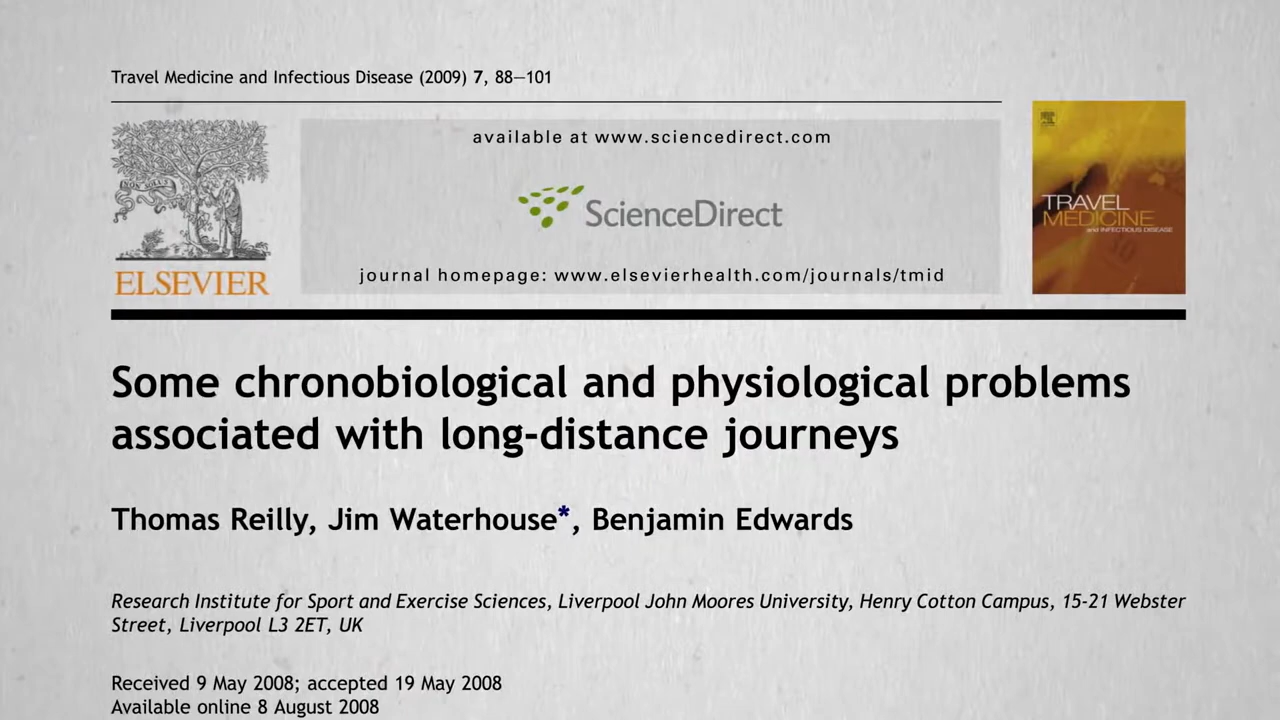 Travel Medicine and Infectious Disease (2009) 7, 88—101
available at www.sciencedirect.com
ScienceDirect
journal homepage: www.elsevierhealth.com/journals/tmid
ELSEVIER
TRAVEL
MEDICINE
and INFECTIOUS DISEASE
Some chronobiological and physiological problems
associated with long-distance journeys
Thomas Reilly, Jim Waterhouse*, Benjamin Edwards
Research Institute for Sport and Exercise Sciences, Liverpool John Moores University, Henry Cotton Campus, 15-21 Webster
Street, Liverpool L3 2ET, UK
Received 9 May 2008; accepted 19 May 2008
Available online 8 August 2008